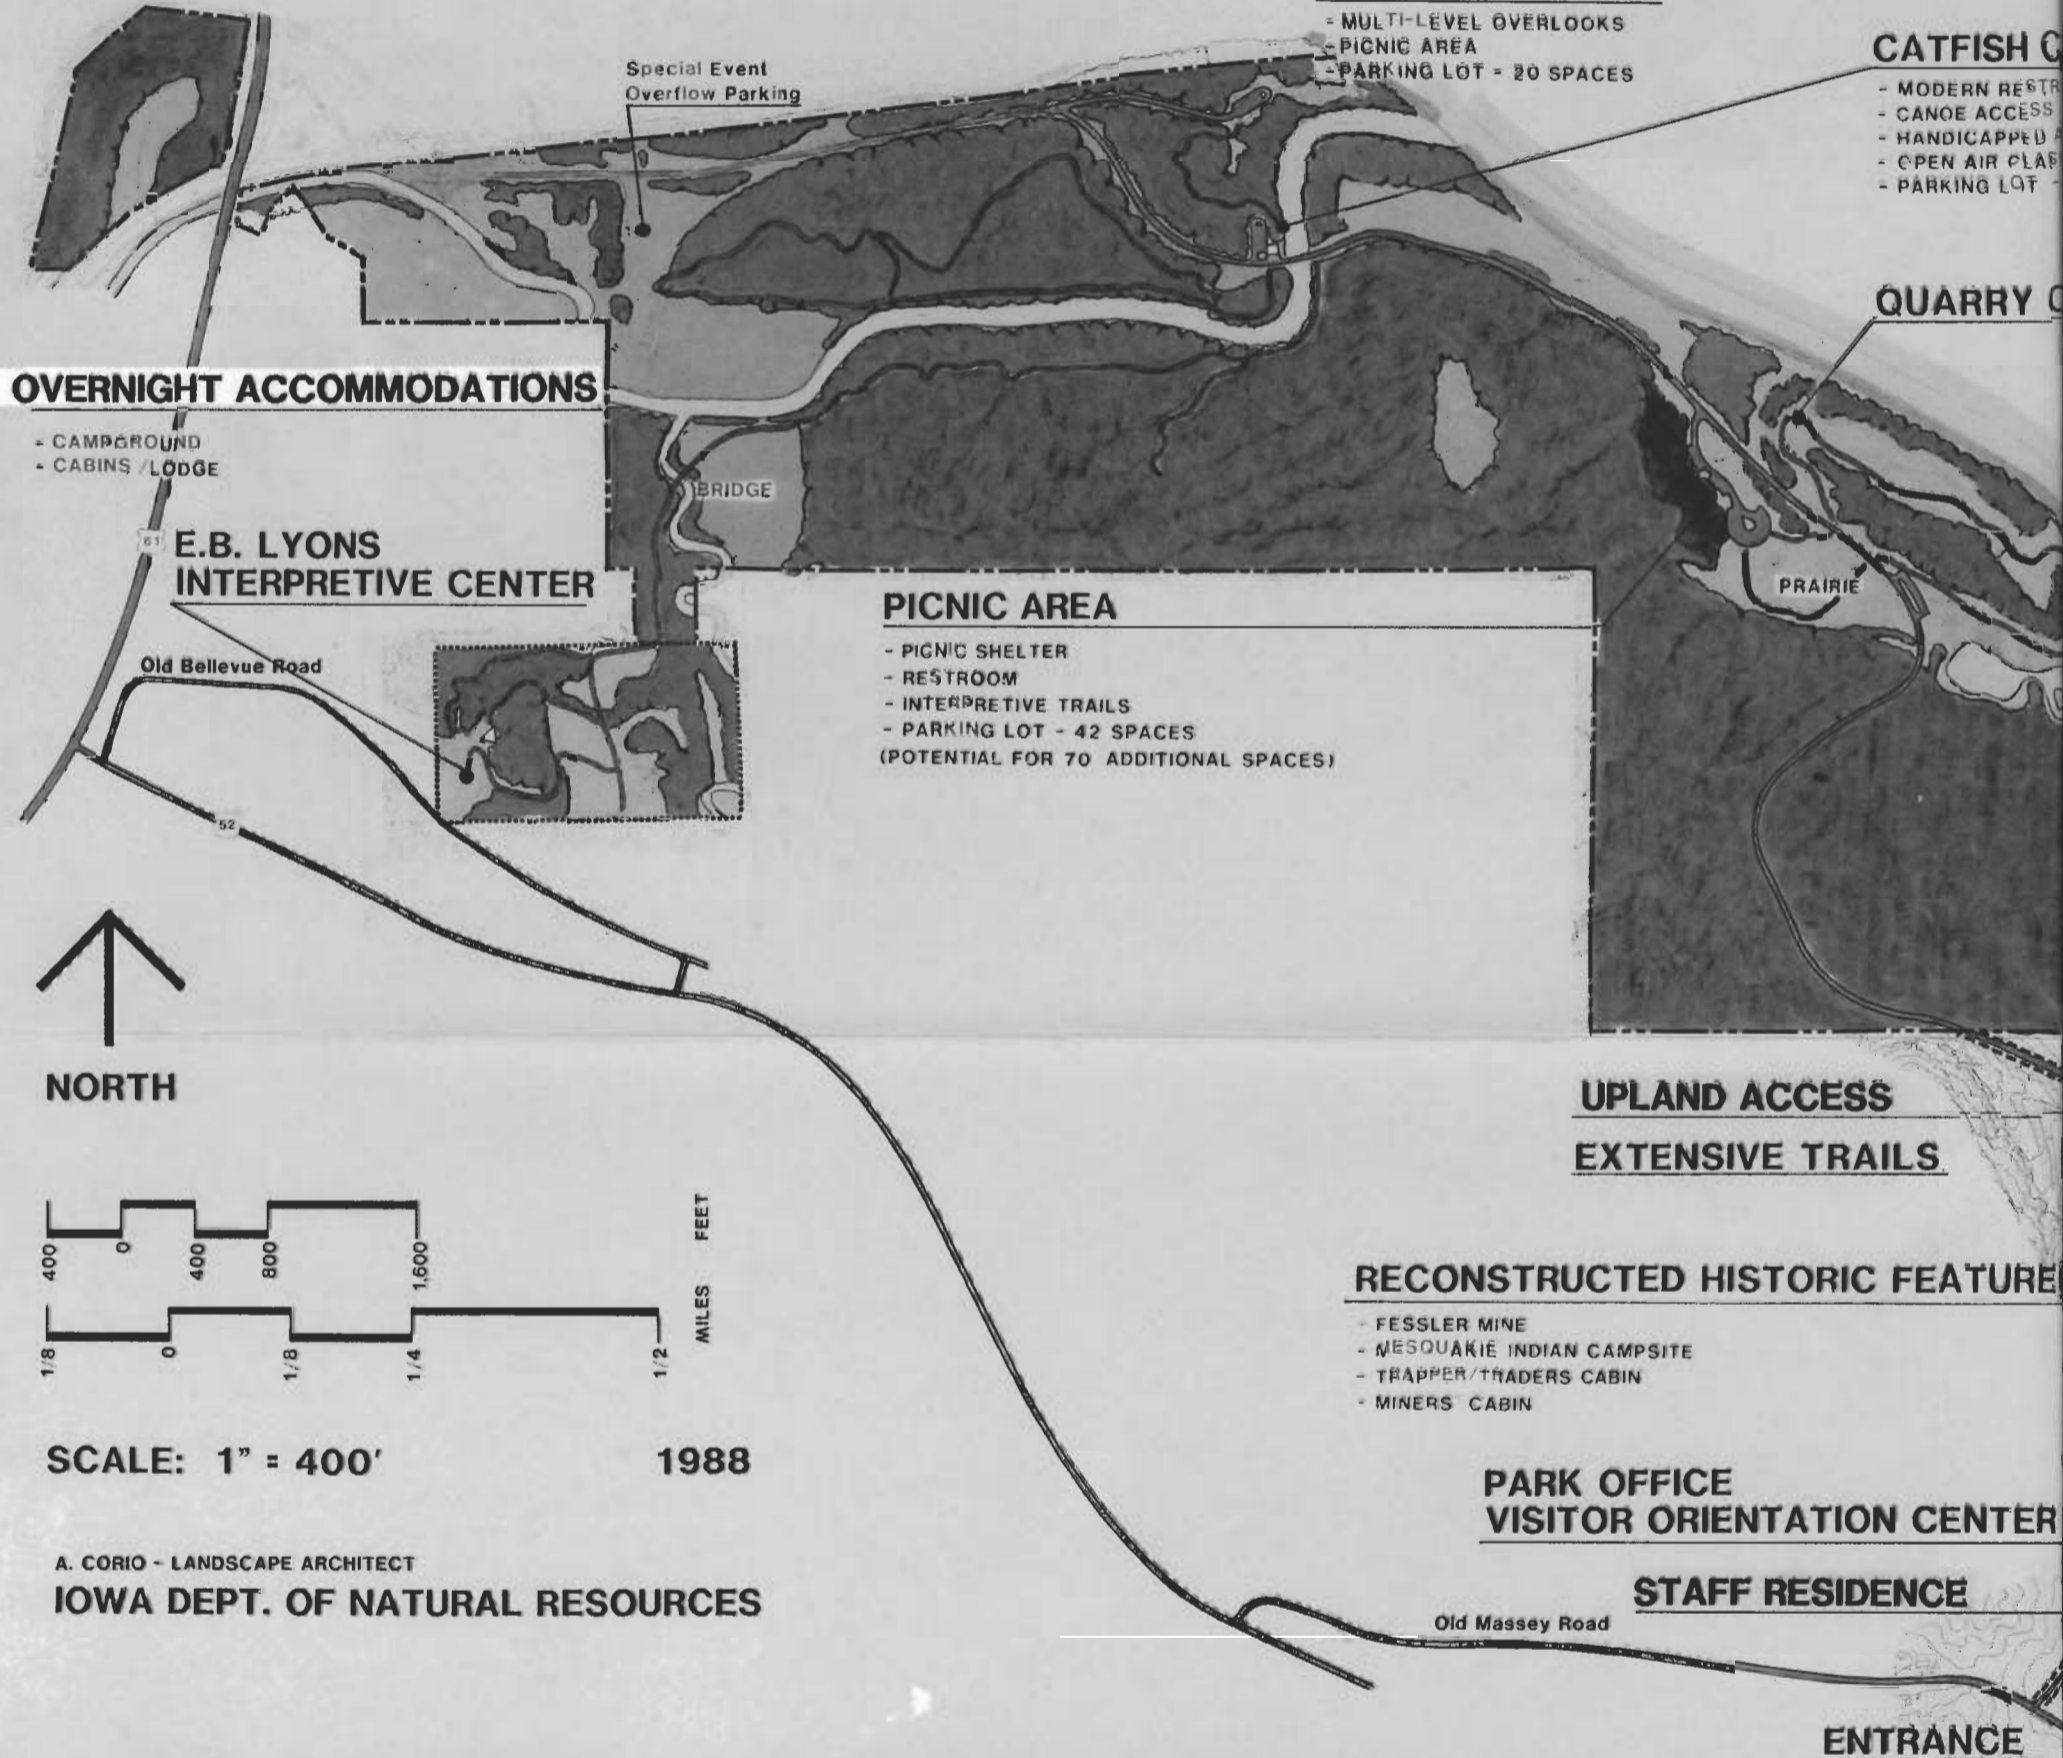 = MULTI-LEVEL OVERLOOKS
- PICNIC AREA
- PARKING LOT = 20 SPACES
Special Event
Overflow Parking
CATFISH C
- MODERN RESTR
- CANOE ACCESS
- HANDICAPPED
- OPEN AIR CLAS
- PARKING LOT -
QUARRY
OVERNIGHT ACCOMMODATIONS
- CAMPGROUND
- CABINS /LODGE
BRIDGE
61
E.B. LYONS
INTERPRETIVE CENTER
PRAIRIE
PICNIC AREA
- PICNIC SHELTER
- RESTROOM
- INTERPRETIVE TRAILS
- PARKING LOT - 42 SPACES
(POTENTIAL FOR 70 ADDITIONAL SPACES)
Old Bellevue Road
52
NORTH
UPLAND ACCESS
EXTENSIVE TRAILS
400 0 400 800 1,600 FEET
1/8 0 1/8 1/4 1/2 MILES
RECONSTRUCTED HISTORIC FEATURE
- FESSLER MINE
- MESQUAKIE INDIAN CAMPSITE
- TRAPPER/TRADERS CABIN
- MINERS CABIN
SCALE: 1" = 400'
1988
PARK OFFICE
VISITOR ORIENTATION CENTER
A. CORIO - LANDSCAPE ARCHITECT
IOWA DEPT. OF NATURAL RESOURCES
STAFF RESIDENCE
Old Massey Road
ENTRANCE